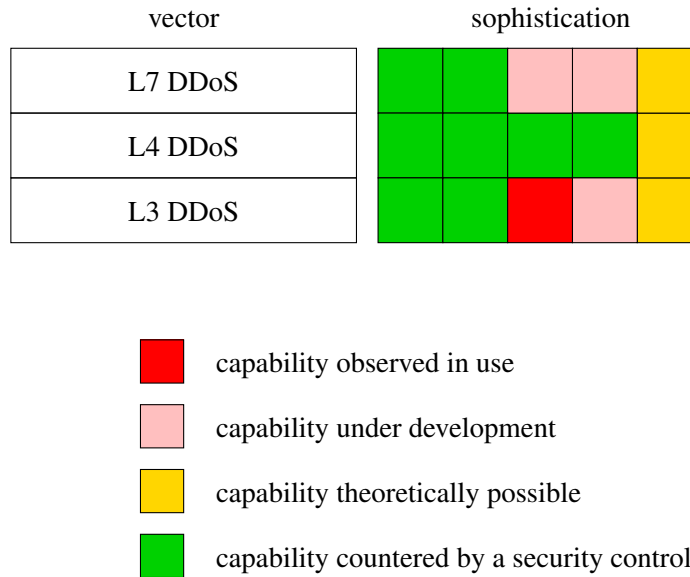 vector sophistication
L7 DDoS
L4 DDoS
L3 DDoS
capability observed in use
capability under development
capability theoretically possible
capability countered by a security control